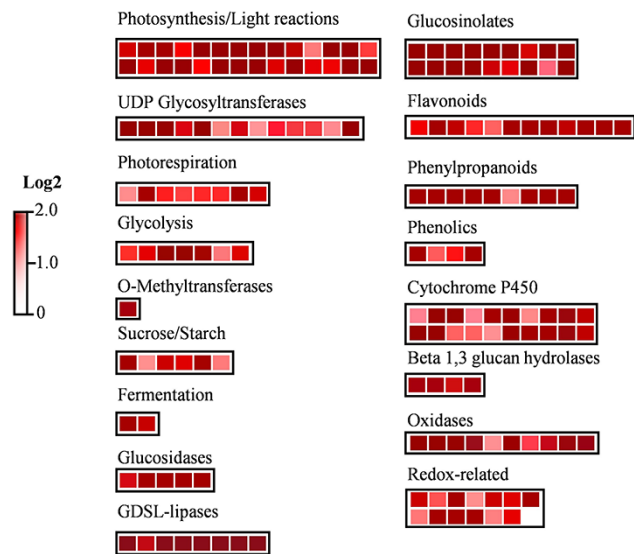 Photosynthesis/Light reactions
UDP Glycosyltransferases
Photorespiration
Glycolysis
O-Methyltransferases
Sucrose/Starch
Fermentation
Glucosidases
GDSL-lipases
Log2
2.0
1.0
0
Glucosinolates
Flavonoids
Phenylpropanoids
Phenolics
Cytochrome P450
Beta 1,3 glucan hydrolases
Oxidases
Redox-related